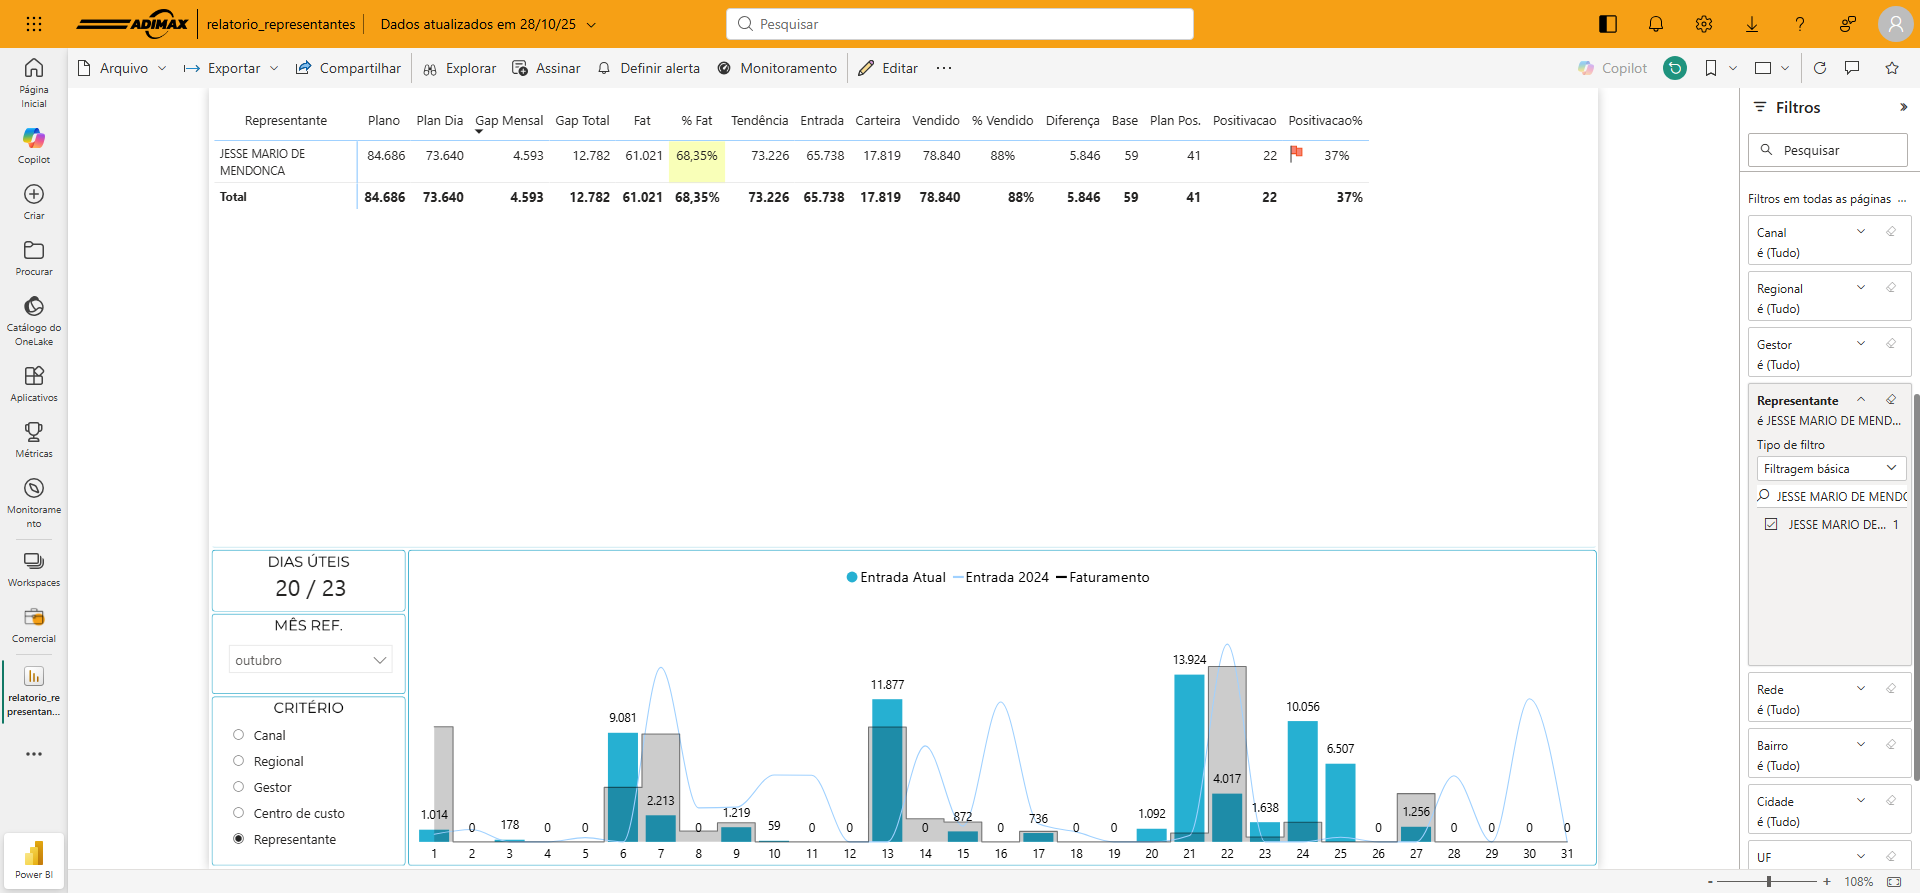 ADIMAX
relatorio_representantes
Dados atualizados em 28/10/25
Pesquisar
Arquivo
Exportar
Compartilhar
Explorar
Assinar
Definir alerta
Monitoramento
Editar
...
Copilot
Página Inicial
Copilot
Criar
Procurar
Catálogo do OneLake
Aplicativos
Métricas
Monitorame
nto
Workspaces
Comercial
relatorio_re
presentan...
Power BI
Representante Plano Plan Dia Gap Mensal Gap Total Fat % Fat Tendência Entrada Carteira Vendido % Vendido Diferença Base Plan Pos. Positivacao Positivacao%
JESSE MARIO DE MENDONCA 84.686 73.640 4.593 12.782 61.021 68,35% 73.226 65.738 17.819 78.840 88% 5.846 59 41 22 37%
Total 84.686 73.640 4.593 12.782 61.021 68,35% 73.226 65.738 17.819 78.840 88% 5.846 59 41 22 37%
DIAS ÚTEIS
20 / 23
MÊS REF.
outubro
CRITÉRIO
Canal
Regional
Gestor
Centro de custo
Representante
Entrada Atual Entrada 2024 Faturamento
1.014 0 178 0 0 9.081 2.213 0 1.219 59 0 0 11.877 0 872 0 736 0 0 1.092 13.924 4.017 1.638 10.056 6.507 0 1.256 0 0 0 0
1 2 3 4 5 6 7 8 9 10 11 12 13 14 15 16 17 18 19 20 21 22 23 24 25 26 27 28 29 30 31
Filtros
Pesquisar
Filtros em todas as páginas ...
Canal
é (Tudo)
Regional
é (Tudo)
Gestor
é (Tudo)
Representante
é JESSE MARIO DE MEND...
Tipo de filtro
Filtragem básica
JESSE MARIO DE MENDO
JESSE MARIO DE... 1
Rede
é (Tudo)
Bairro
é (Tudo)
Cidade
é (Tudo)
UF
- + 108%